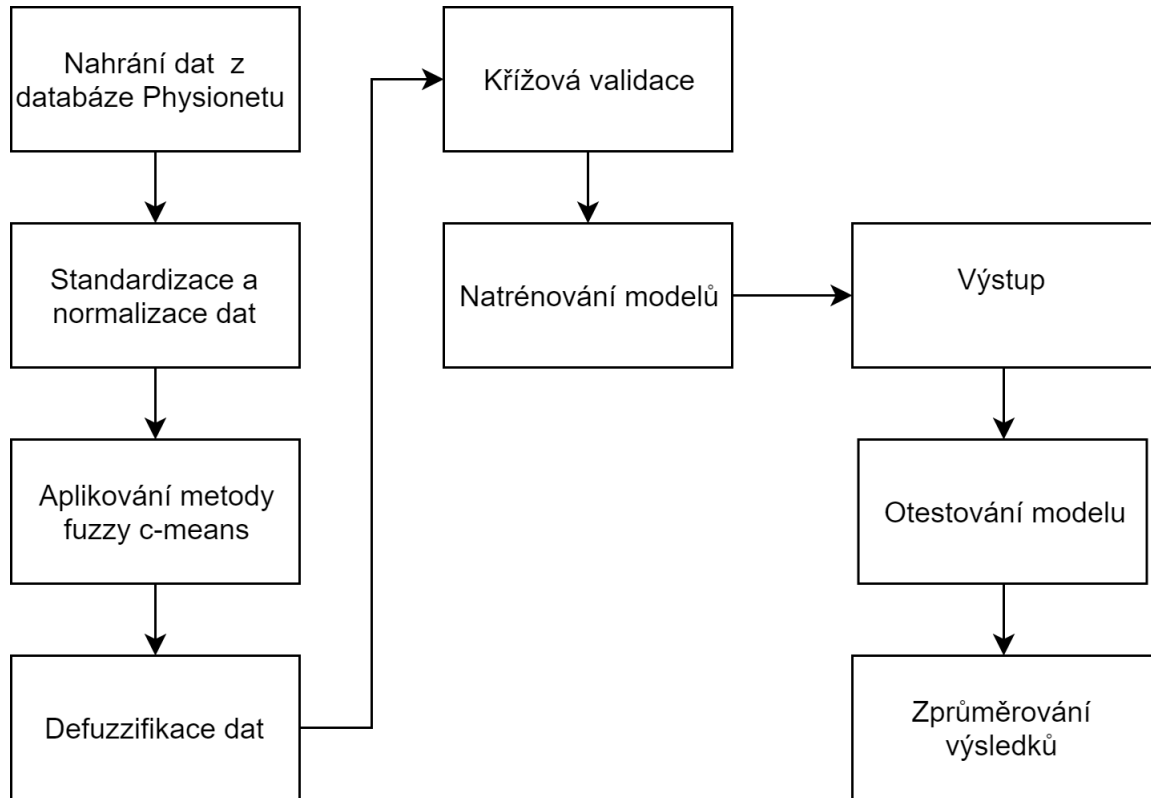 Nahrání dat z
databáze Physionetu
Standardizace a
normalizace dat
Aplikování metody
fuzzy c-means
Defuzzifikace dat
Křížová validace
Natrénování modelů
Výstup
Otestování modelu
Zprůměrování
výsledků